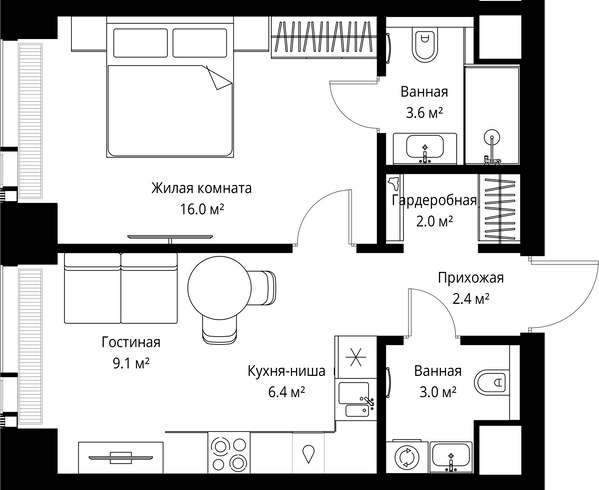 Ванная
3.6 м²
Жилая комната
16.0 м²
Гардеробная
2.0 м²
Прихожая
2.4 м²
Гостиная
9.1 м²
Кухня-ниша
6.4 м²
Ванная
3.0 м²